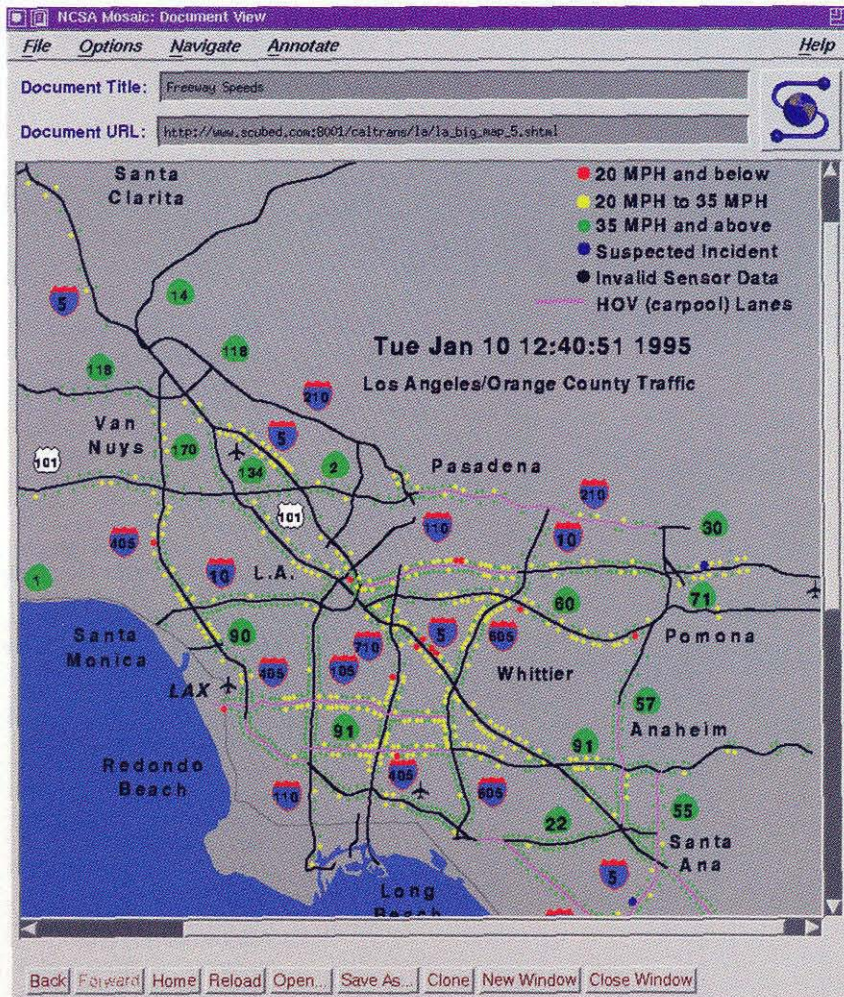 NCSA Mosaic: Document View
File Options Navigate Annotate Help
Document Title: Freeway Speeds
Document URL: http://www.scubed.com:8001/caltrans/la/la_big_map_5.shtml
Santa
Clarita
20 MPH and below
20 MPH to 35 MPH
35 MPH and above
Suspected Incident
Invalid Sensor Data
HOV (carpool) Lanes
5
14
118
118
Tue Jan 10 12:40:51 1995
Los Angeles/Orange County Traffic
210
Van
Nuys
170
5
134
2
101
Pasadena
210
101
110
10
30
405
10
L.A.
1
60
71
Santa
Monica
90
710
5
605
Pomona
405
105
Whittier
LAX
57
91
Anaheim
91
Redondo
Beach
405
110
605
22
55
Santa
Ana
5
Long
Beach
Back Forward Home Reload Open... Save As... Clone New Window Close Window